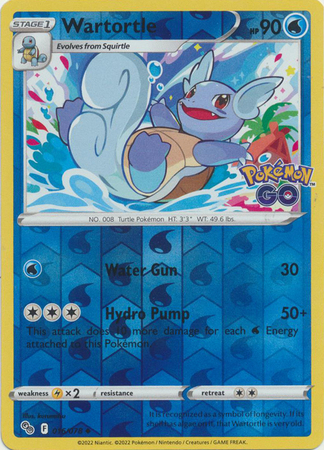 STAGE 1
Wartortle
HP 90
Evolves from Squirtle
Pokémon
GO
NO. 008 Turtle Pokémon HT: 3'3" WT: 49.6 lbs.
Water Gun 30
Hydro Pump 50+
This attack does 10 more damage for each Energy
attached to this Pokémon.
weakness ×2 resistance retreat
Illus.
It is recognized as a symbol of longevity. If its
shell has algae on it, that Wartortle is very old.
F /078
©2022 Niantic. ©2022 Pokémon / Nintendo / Creatures / GAME FREAK.